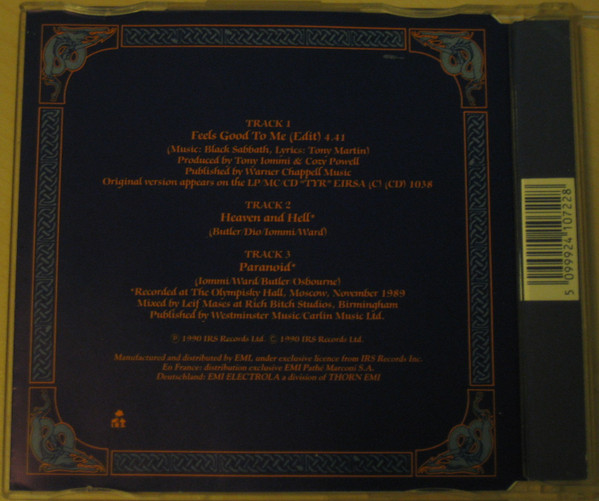 TRACK 1
Feels Good To Me (Edit) 4.41
(Music: Black Sabbath, Lyrics: Tony Martin)
Produced by Tony Iommi & Cozy Powell
Published by Warner Chappell Music
Original version appears on the LP/MC CD "TYR" EIRSA (C) (CD) 1038
TRACK 2
Heaven and Hell*
(Butler/Dio/Iommi/Ward)
TRACK 3
Paranoid*
(Iommi/Ward/Butler/Osbourne)
*Recorded at The Olympisky Hall, Moscow, November 1989
Mixed by Leif Mases at Rich Bitch Studios, Birmingham
Published by Westminster Music/Carlin Music Ltd.
℗ 1990 IRS Records Ltd. © 1990 IRS Records Ltd.
Manufactured and distributed by EMI, under exclusive licence from IRS Records Inc.
En France: distribution exclusive EMI Pathé Marconi S.A.
Deutschland: EMI ELECTROLA a division of THORN EMI
5 099924 107228